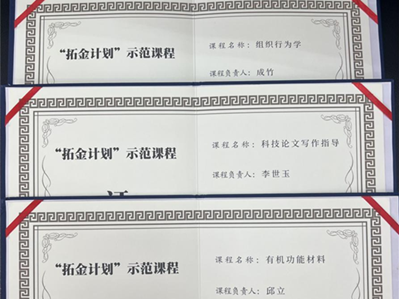 “拓金计划”示范课程
课程名称：组织行为学
课程负责人：成竹
“拓金计划”示范课程
课程名称：科技论文写作指导
课程负责人：李世玉
“拓金计划”示范课程
课程名称：有机功能材料
课程负责人：邱立